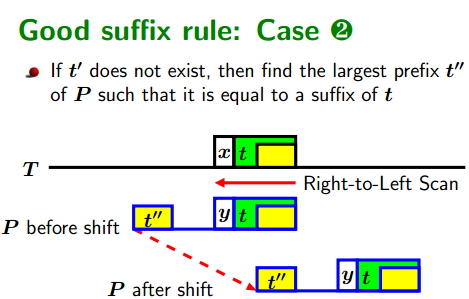 Good suffix rule: Case ❷
If t′ does not exist, then find the largest prefix t″
of P such that it is equal to a suffix of t
x t
T
Right-to-Left Scan
t″ y t
P before shift
t″ y t
P after shift